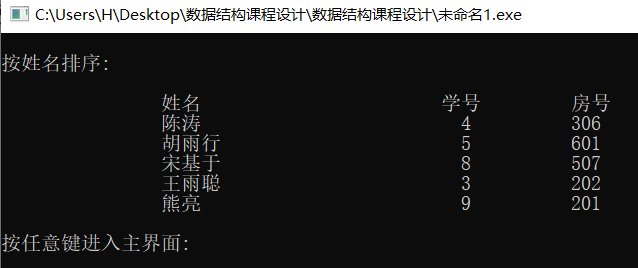 C:\Users\H\Desktop\数据结构课程设计\数据结构课程设计\未命名1.exe
按姓名排序:
姓名 学号 房号
陈涛 4 306
胡雨行 5 601
宋基于 8 507
王雨聪 3 202
熊亮 9 201
按任意键进入主界面: